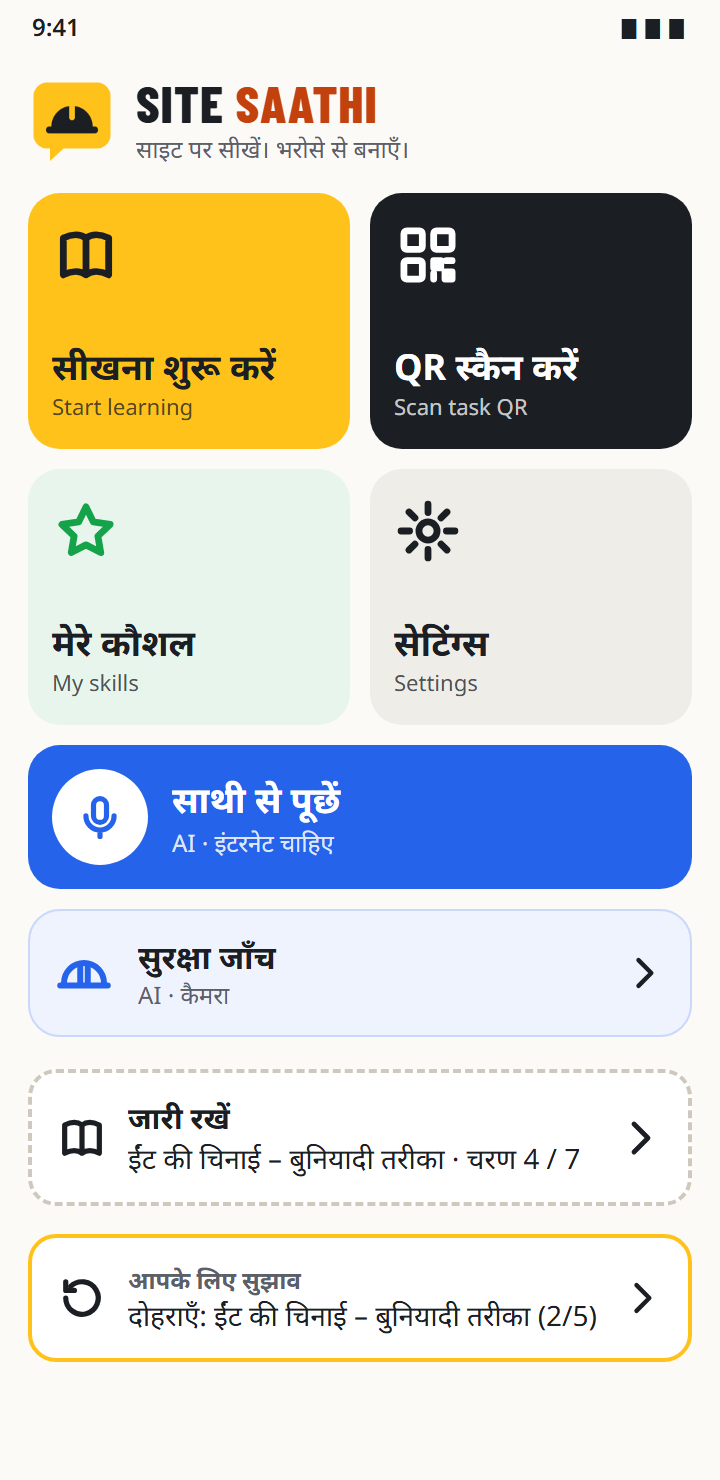 9:41
SITE SAATHI
साइट पर सीखें। भरोसे से बनाएँ।
सीखना शुरू करें
Start learning
QR स्कैन करें
Scan task QR
मेरे कौशल
My skills
सेटिंग्स
Settings
साथी से पूछें
AI · इंटरनेट चाहिए
सुरक्षा जाँच
AI · कैमरा
जारी रखें
ईंट की चिनाई – बुनियादी तरीका · चरण 4 / 7
आपके लिए सुझाव
दोहराएँ: ईंट की चिनाई – बुनियादी तरीका (2/5)